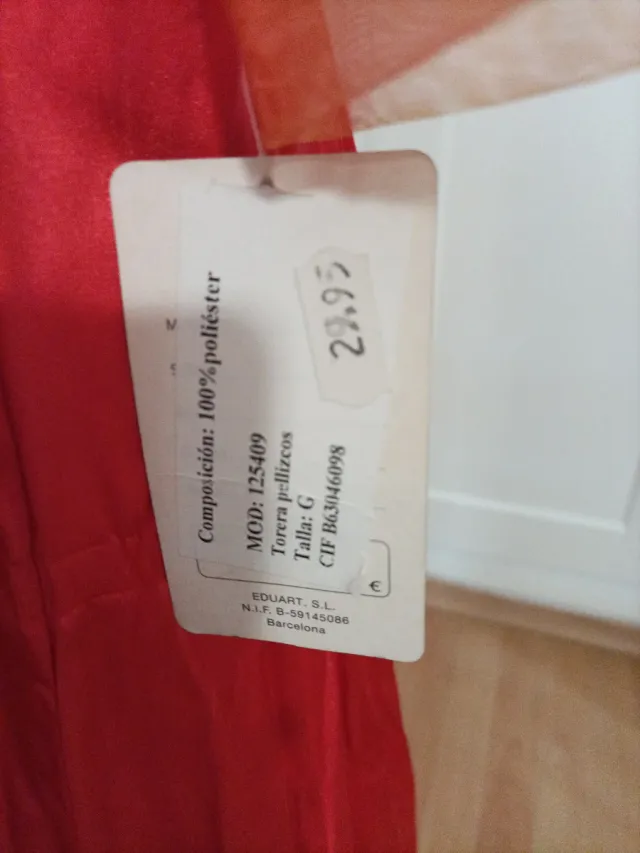 Composición: 100%poliéster
MOD: 125409
Torera pellizcos
Talla: G
CIF B63046098
29.95
€
EDUART, S.L.
N.I.F. B-59145086
Barcelona